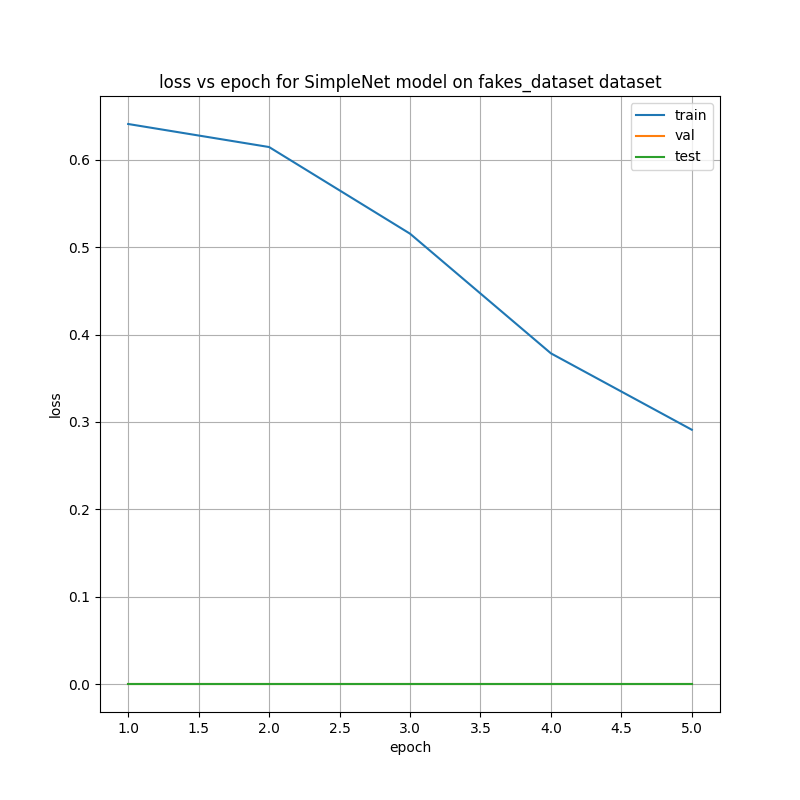 loss vs epoch for SimpleNet model on fakes_dataset dataset
train
val
test
0.6
0.5
0.4
0.3
0.2
0.1
0.0
loss
1.0 1.5 2.0 2.5 3.0 3.5 4.0 4.5 5.0
epoch